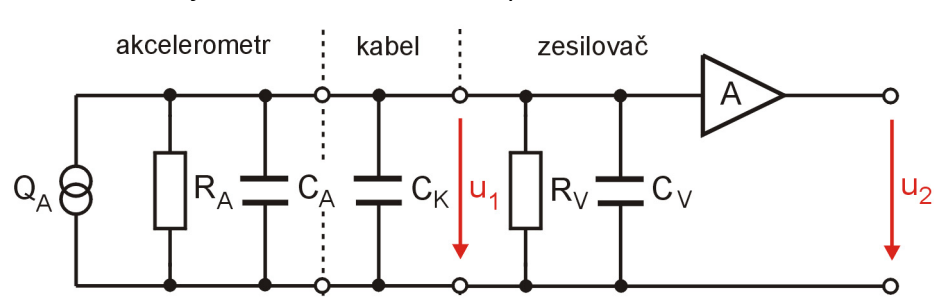 akcelerometr kabel zesilovač
A
Q_A R_A C_A C_K u_1 R_V C_V u_2